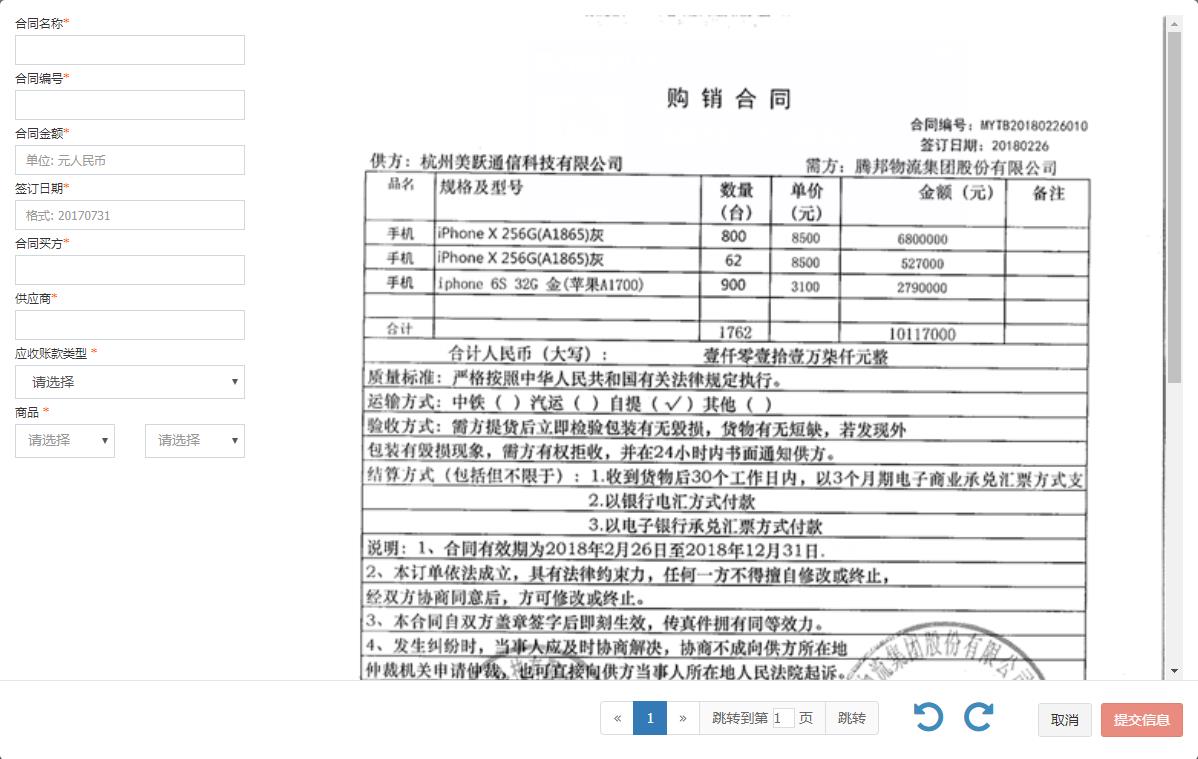 合同名称*
合同编号*
合同金额*
单位: 元人民币
签订日期*
格式: 20170731
合同买方*
供应商*
合同业务类型 *
请选择
商品 *
请选择 请选择
购销合同
合同编号：MYTB20180226010
签订日期：20180226
供方：杭州美跃通信科技有限公司 需方：腾邦物流集团股份有限公司
品名 规格及型号 数量（台） 单价（元） 金额（元） 备注
手机 iPhone X 256G(A1865)灰 800 8500 6800000
手机 iPhone X 256G(A1865)灰 62 8500 527000
手机 iphone 6S 32G 金(苹果A1700) 900 3100 2790000
合计 1762 10117000
合计人民币（大写）： 壹仟零壹拾壹万柒仟元整
质量标准：严格按照中华人民共和国有关法律规定执行。
运输方式：中铁（ ）汽运（ ）自提（ ✓ ）其他（ ）
验收方式：需方提货后立即检验包装有无毁损，货物有无短缺，若发现外
包装有毁损现象，需方有权拒收，并在24小时内书面通知供方。
结算方式（包括但不限于）：1.收到货物后30个工作日内，以3个月期电子商业承兑汇票方式支
2.以银行电汇方式付款
3.以电子银行承兑汇票方式付款
说明：1、合同有效期为2018年2月26日至2018年12月31日.
2、本订单依法成立，具有法律约束力，任何一方不得擅自修改或终止，
经双方协商同意后，方可修改或终止。
3、本合同自双方盖章签字后即刻生效，传真件拥有同等效力。
4、发生纠纷时，当事人应及时协商解决，协商不成向供方所在地
仲裁机关申请仲裁，也可直接向供方当事人所在地人民法院起诉。
流集团股份有限公司
« 1 » 跳转到第 1 页 跳转 取消 提交信息